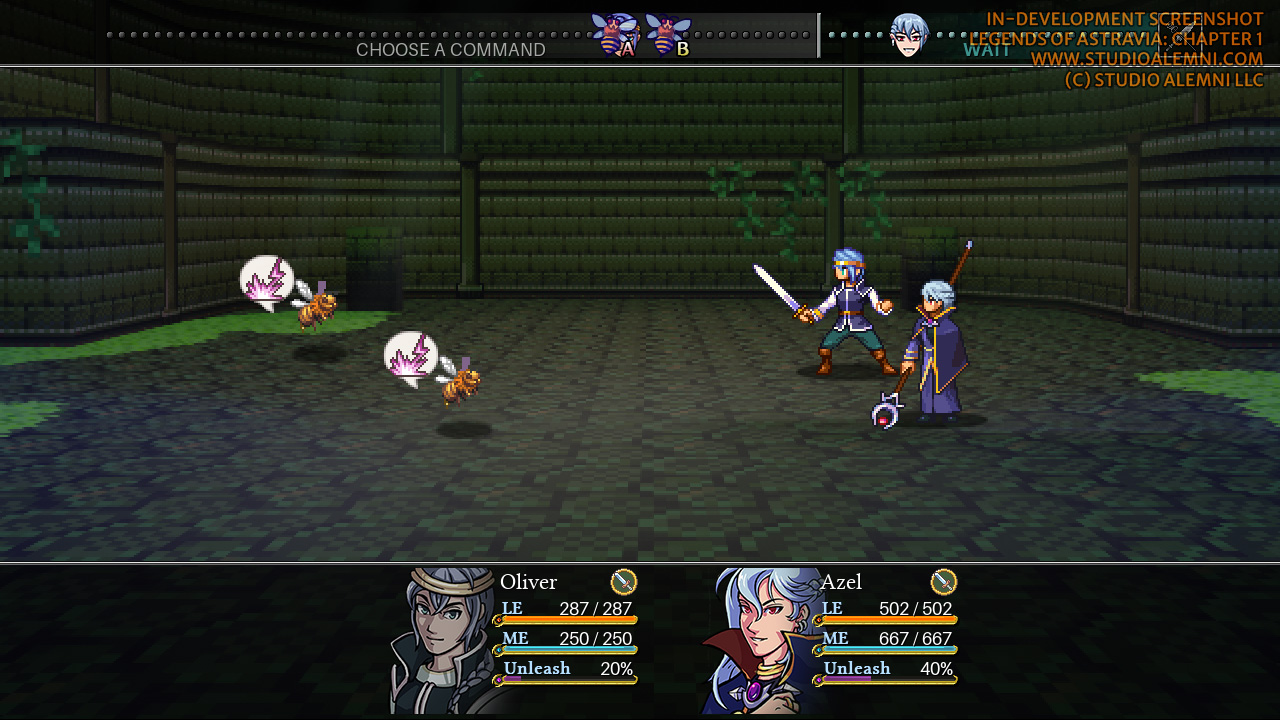 IN-DEVELOPMENT SCREENSHOT
LEGENDS OF ASTRAVIA: CHAPTER 1
WWW.STUDIOALEMNI.COM
(C) STUDIO ALEMNI LLC
CHOOSE A COMMAND
A
B
WAIT
Oliver
LE 287 / 287
ME 250 / 250
Unleash 20%
Azel
LE 502 / 502
ME 667 / 667
Unleash 40%